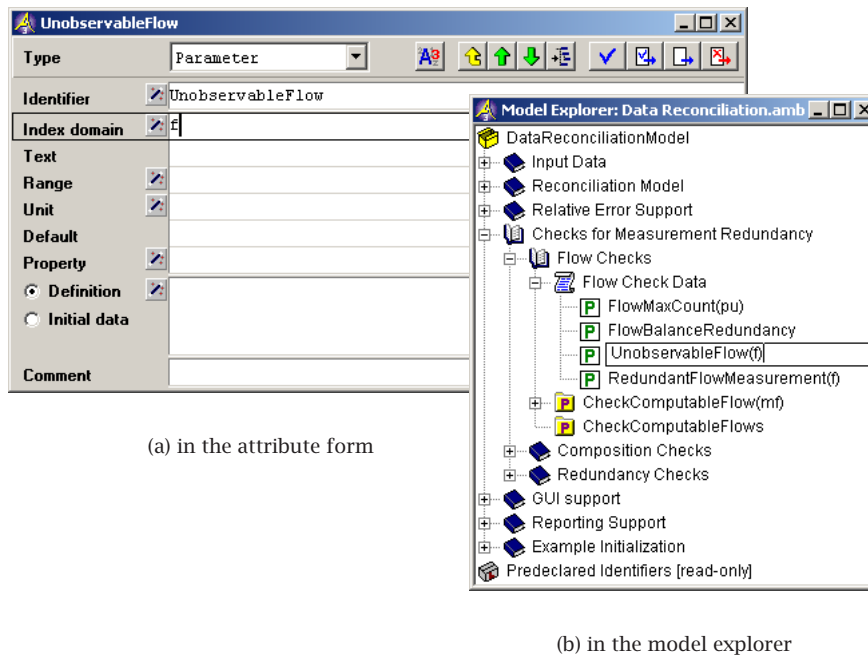 UnobservableFlow
Type Parameter
Identifier UnobservableFlow
Index domain f
Text
Range
Unit
Default
Property
Definition
Initial data
Comment
(a) in the attribute form
Model Explorer: Data Reconciliation.amb
DataReconciliationModel
Input Data
Reconciliation Model
Relative Error Support
Checks for Measurement Redundancy
Flow Checks
Flow Check Data
P FlowMaxCount(pu)
P FlowBalanceRedundancy
P UnobservableFlow(f)
P RedundantFlowMeasurement(f)
P CheckComputableFlow(mf)
P CheckComputableFlows
Composition Checks
Redundancy Checks
GUI support
Reporting Support
Example Initialization
Predeclared Identifiers [read-only]
(b) in the model explorer